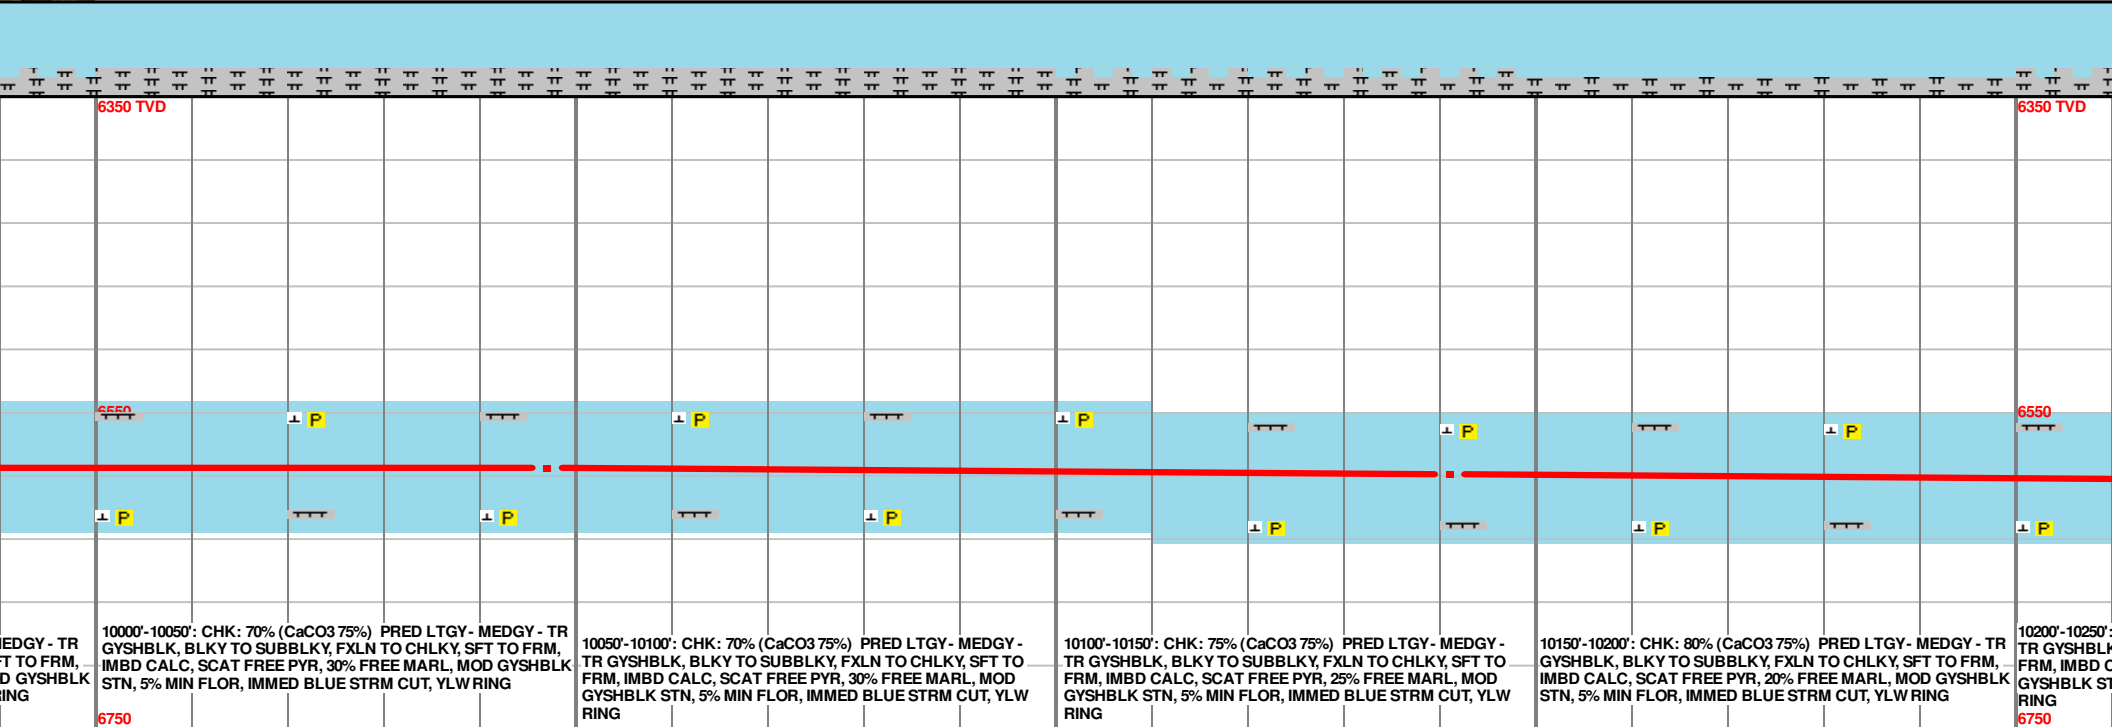 6350 TVD
6350 TVD
6550
6550
P
P
P
P
P
P
P
P
P
P
P
EDGY - TR
T TO FRM,
D GYSHBLK
RING
10000'-10050': CHK: 70% (CaCO3 75%) PRED LTGY - MEDGY - TR
GYSHBLK, BLKY TO SUBBLKY, FXLN TO CHLKY, SFT TO FRM,
IMBD CALC, SCAT FREE PYR, 30% FREE MARL, MOD GYSHBLK
STN, 5% MIN FLOR, IMMED BLUE STRM CUT, YLW RING
10050'-10100': CHK: 70% (CaCO3 75%) PRED LTGY - MEDGY -
TR GYSHBLK, BLKY TO SUBBLKY, FXLN TO CHLKY, SFT TO
FRM, IMBD CALC, SCAT FREE PYR, 30% FREE MARL, MOD
GYSHBLK STN, 5% MIN FLOR, IMMED BLUE STRM CUT, YLW
RING
10100'-10150': CHK: 75% (CaCO3 75%) PRED LTGY - MEDGY -
TR GYSHBLK, BLKY TO SUBBLKY, FXLN TO CHLKY, SFT TO
FRM, IMBD CALC, SCAT FREE PYR, 25% FREE MARL, MOD
GYSHBLK STN, 5% MIN FLOR, IMMED BLUE STRM CUT, YLW
RING
10150'-10200': CHK: 80% (CaCO3 75%) PRED LTGY - MEDGY - TR
GYSHBLK, BLKY TO SUBBLKY, FXLN TO CHLKY, SFT TO FRM,
IMBD CALC, SCAT FREE PYR, 20% FREE MARL, MOD GYSHBLK
STN, 5% MIN FLOR, IMMED BLUE STRM CUT, YLW RING
10200'-10250':
TR GYSHBLK
FRM, IMBD C
GYSHBLK ST
RING
6750
6750